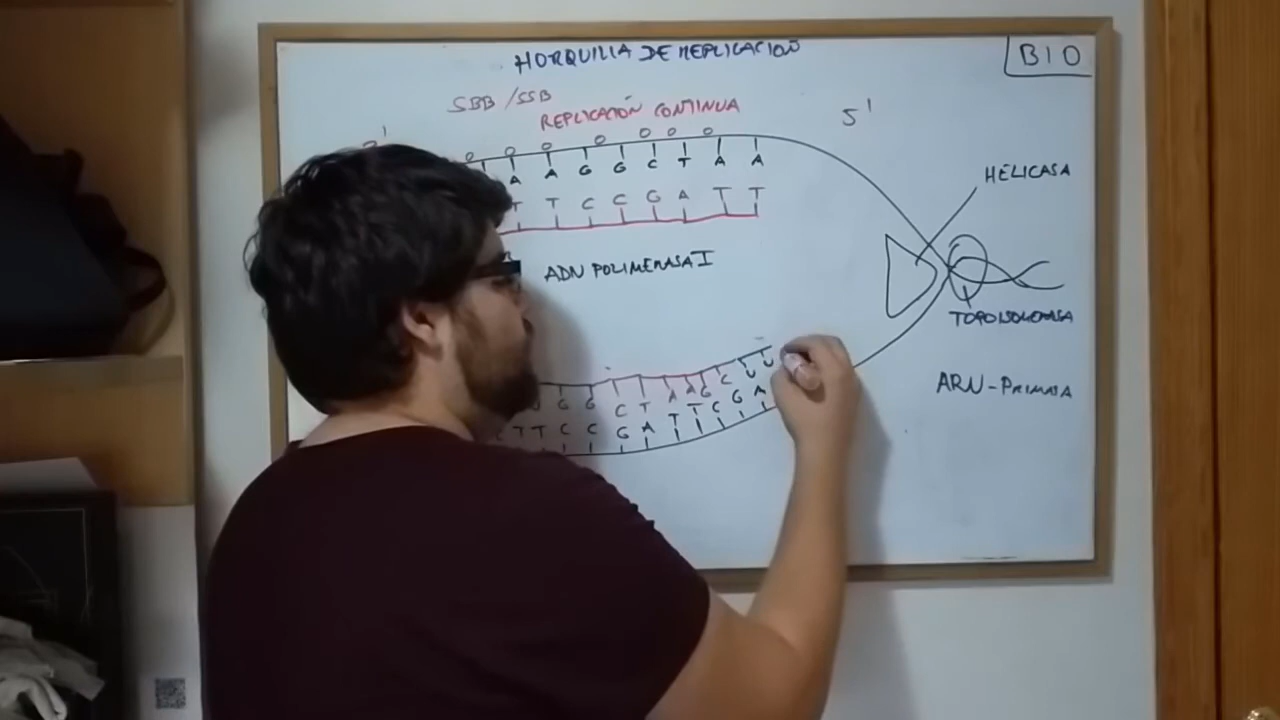 HORQUILLA DE REPLICACIÓN
BIO
SBB/SSB
REPLICACIÓN CONTINUA
5'
A A G G C T A A
T T C C G A T T
HELICASA
ADN POLIMERASA I
TOPOISOMERASA
ARN-PRIMASA
G G C T A A G C U U
T T C C G A T T C G A